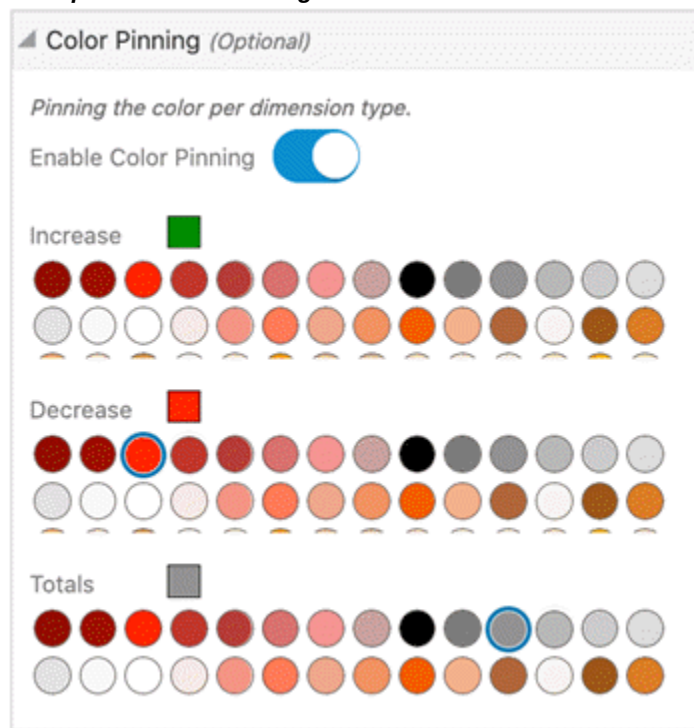 Color Pinning (Optional)
Pinning the color per dimension type.
Enable Color Pinning
Increase
Decrease
Totals